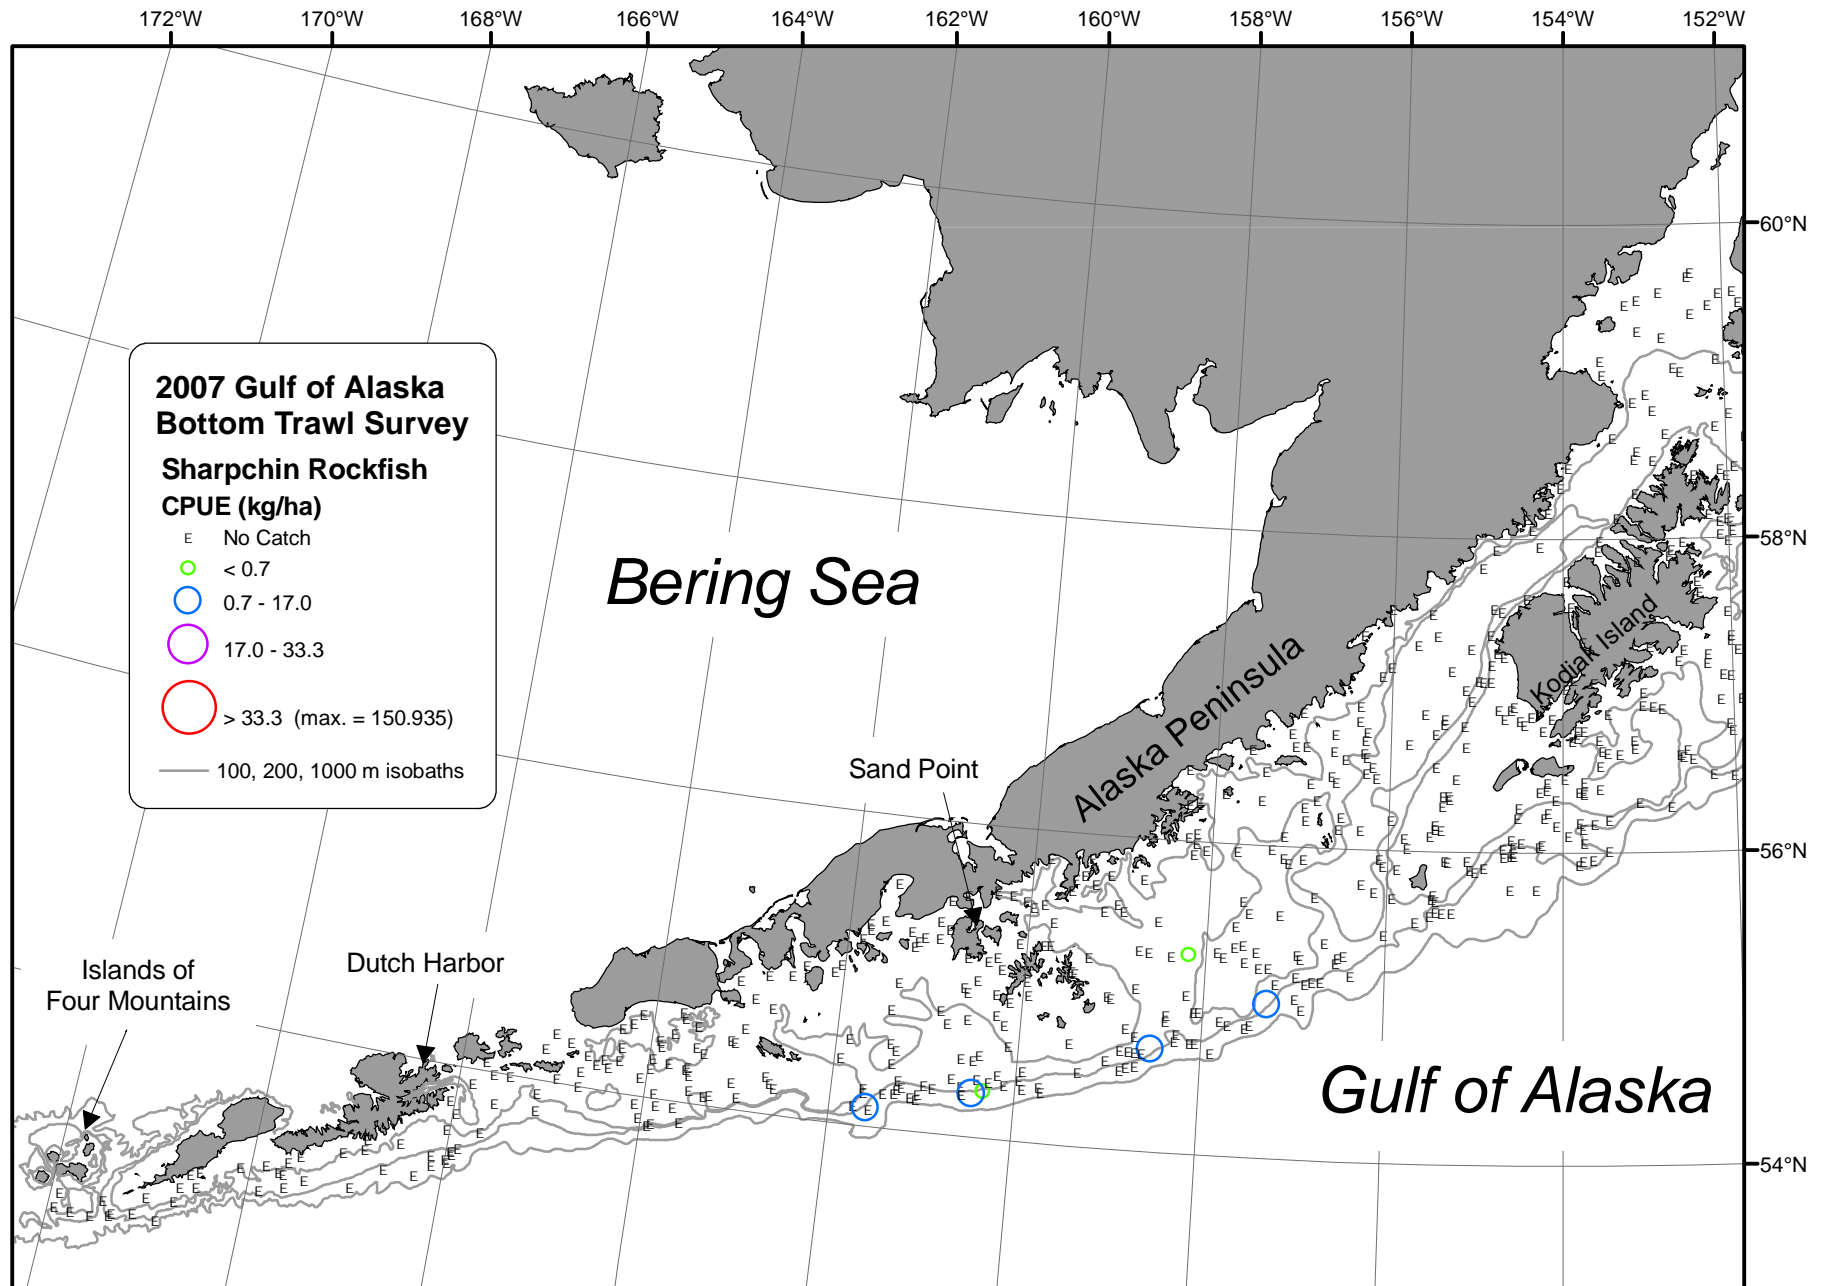 172°W 170°W 168°W 166°W 164°W 162°W 160°W 158°W 156°W 154°W 152°W
60°N
58°N
56°N
54°N
2007 Gulf of Alaska
Bottom Trawl Survey
Sharpchin Rockfish
CPUE (kg/ha)
E No Catch
< 0.7
0.7 - 17.0
17.0 - 33.3
> 33.3 (max. = 150.935)
100, 200, 1000 m isobaths
Bering Sea
Alaska Peninsula
Kodiak Island
Sand Point
Dutch Harbor
Islands of
Four Mountains
Gulf of Alaska